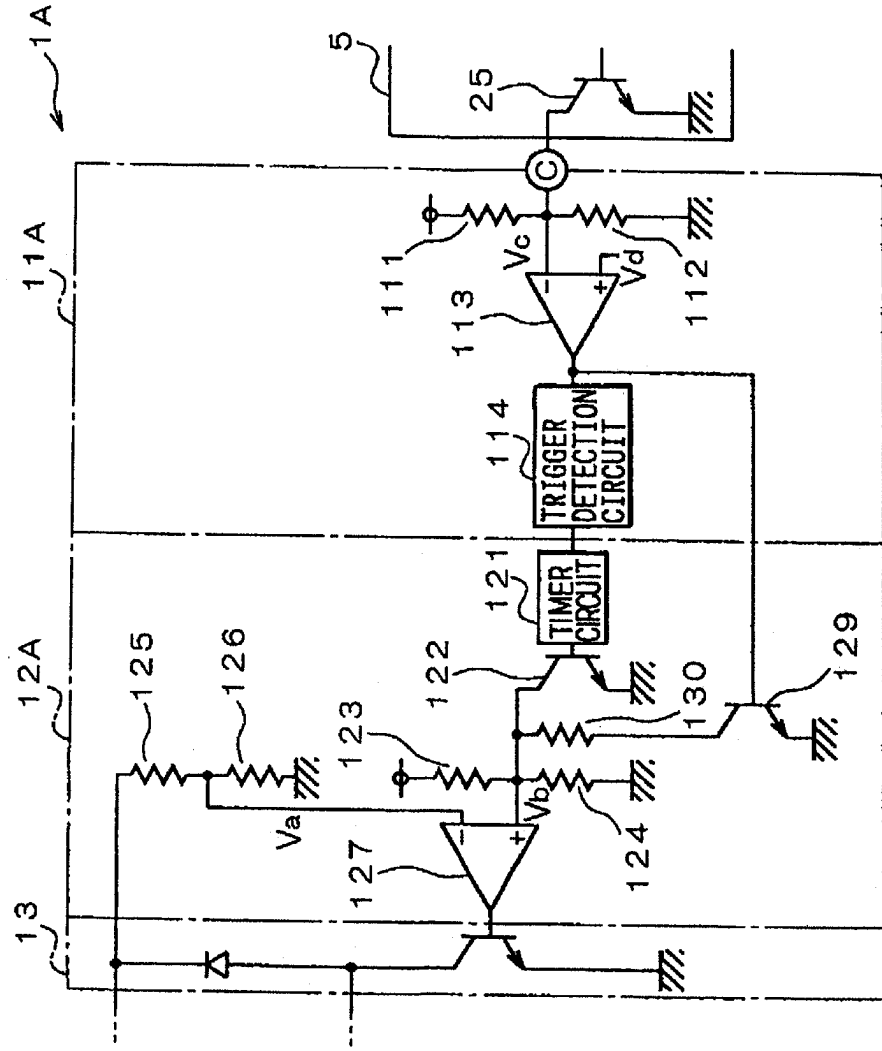 1A
5
25
C
11A
111
112
Vc
Vd
113
-
+
114
TRIGGER
DETECTION
CIRCUIT
12A
121
TIMER
CIRCUIT
122
123
124
125
126
Va
Vb
127
-
+
129
130
13